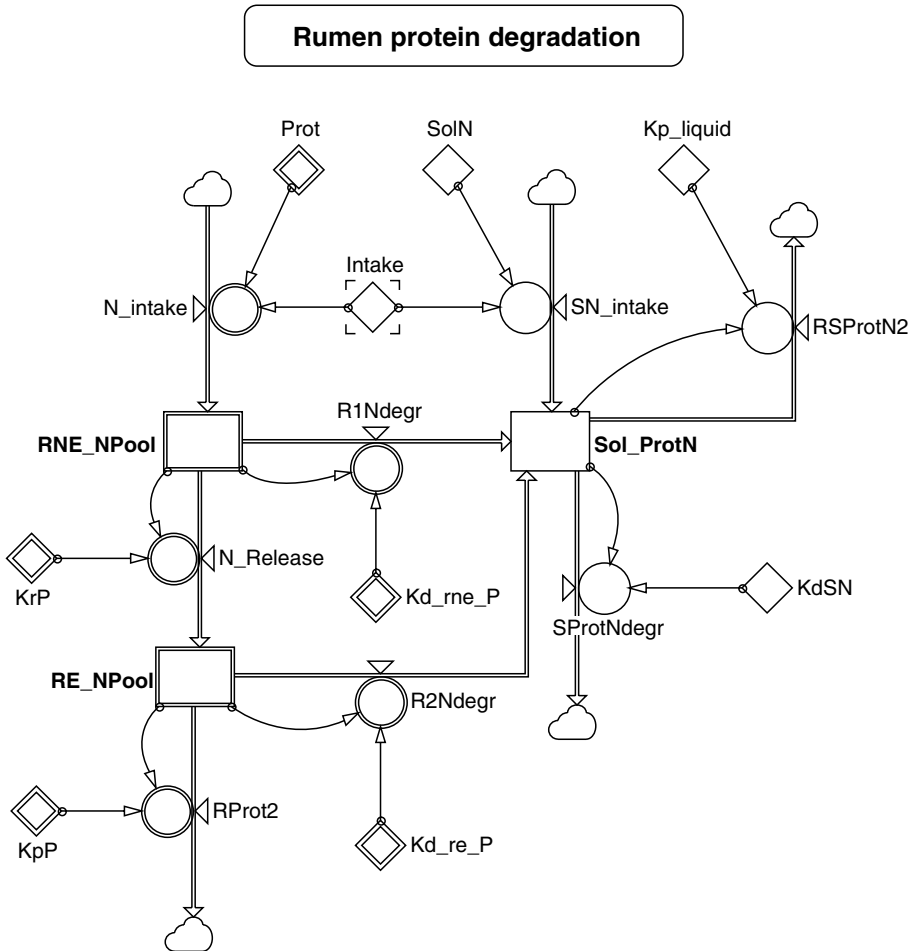 Rumen protein degradation
Prot
SolN
Kp_liquid
Intake
N_intake
SN_intake
RSProtN2
R1Ndegr
RNE_NPool
Sol_ProtN
N_Release
KrP
Kd_rne_P
KdSN
SProtNdegr
RE_NPool
R2Ndegr
RProt2
KpP
Kd_re_P